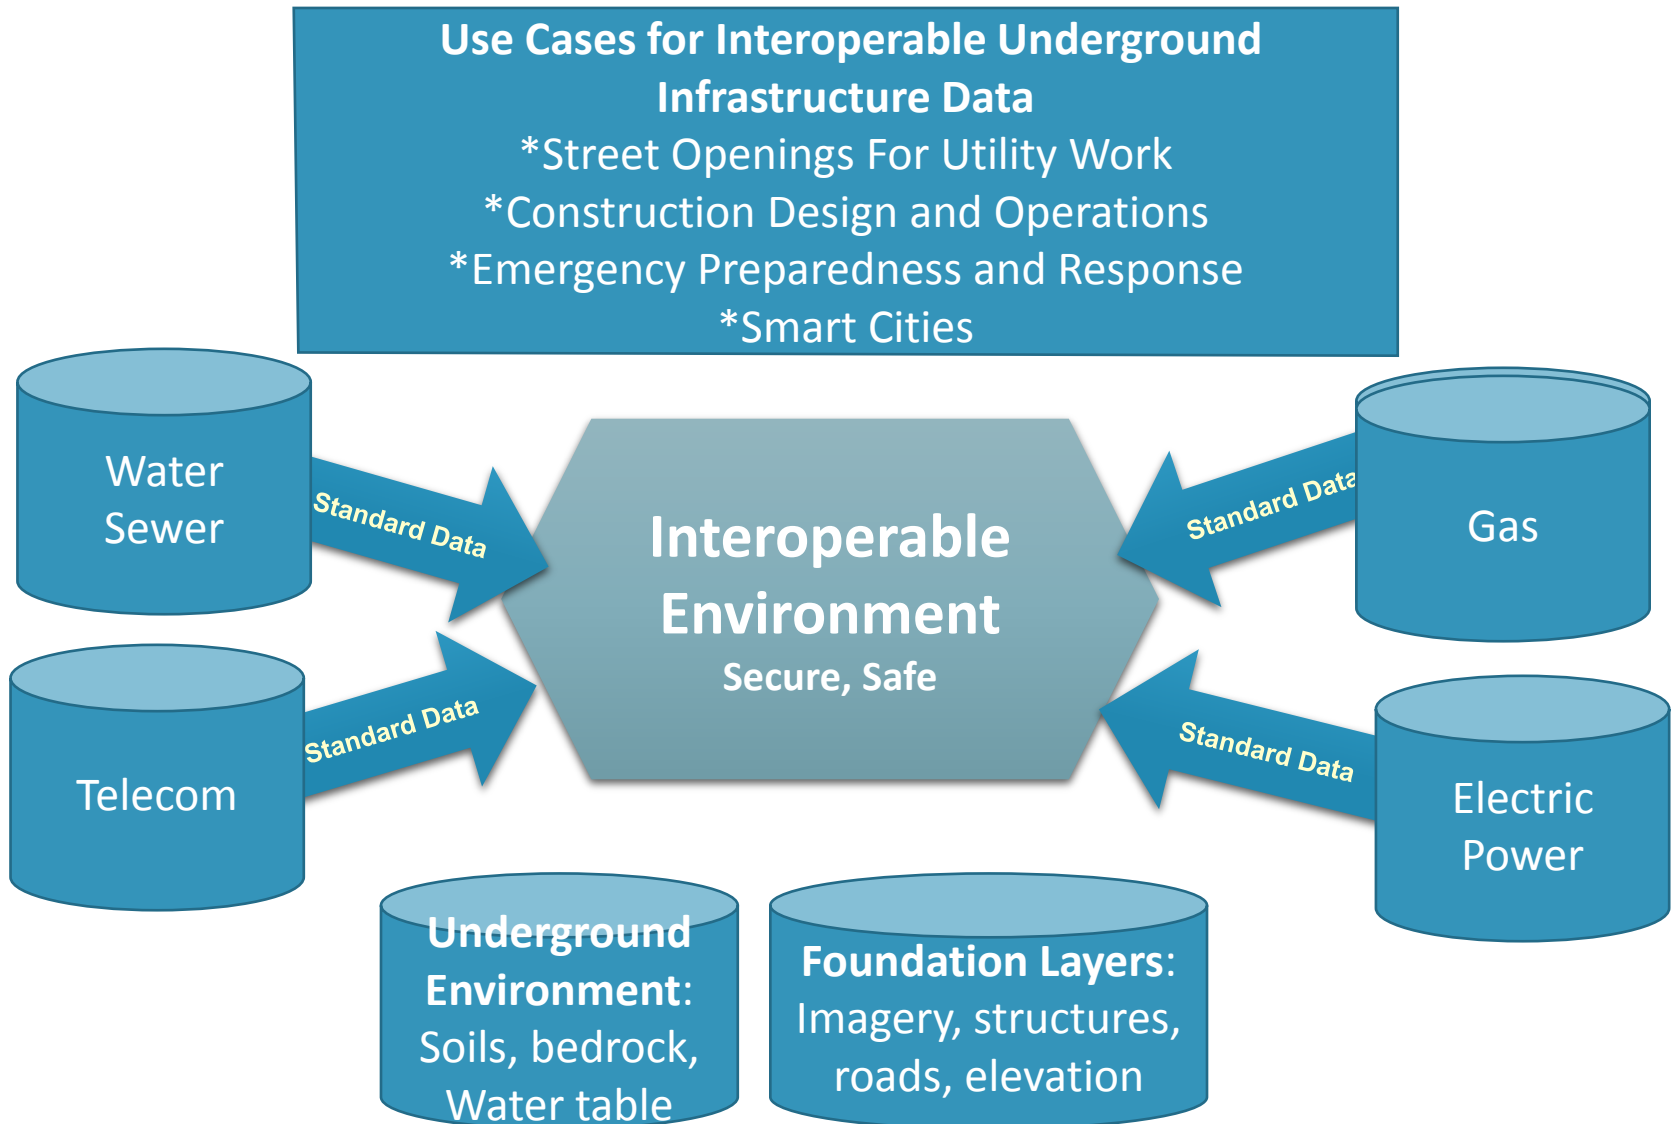 Use Cases for Interoperable Underground
Infrastructure Data
*Street Openings For Utility Work
*Construction Design and Operations
*Emergency Preparedness and Response
*Smart Cities
Water
Sewer
Standard Data
Interoperable
Environment
Secure, Safe
Standard Data
Gas
Telecom
Standard Data
Standard Data
Electric
Power
Underground
Environment:
Soils, bedrock,
Water table
Foundation Layers:
Imagery, structures,
roads, elevation